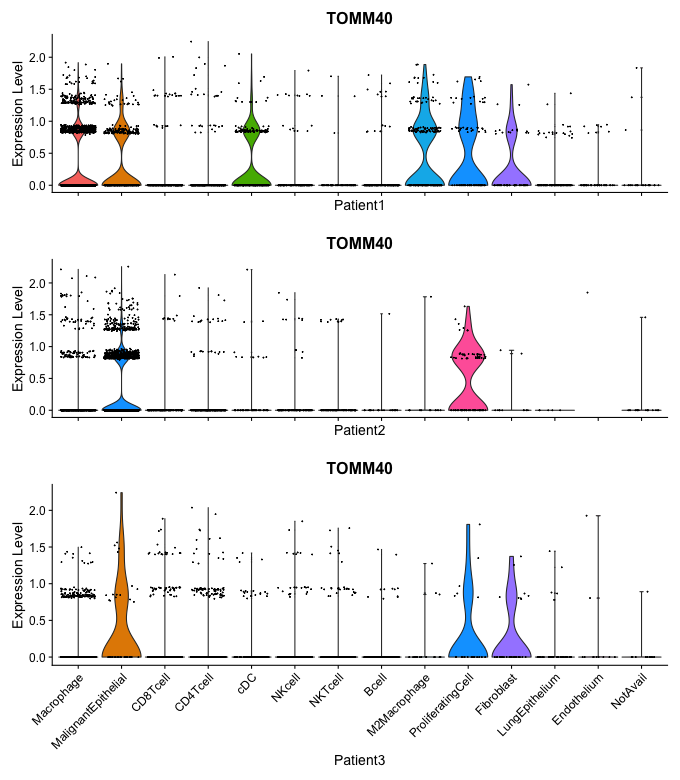 TOMM40
Expression Level
2.0
1.5
1.0
0.5
0.0
Patient1
TOMM40
Expression Level
2.0
1.5
1.0
0.5
0.0
Patient2
TOMM40
Expression Level
2.0
1.5
1.0
0.5
0.0
Macrophage
MalignantEpithelial
CD8Tcell
CD4Tcell
cDC
NKcell
NKTcell
Bcell
M2Macrophage
ProliferatingCell
Fibroblast
LungEpithelium
Endothelium
NotAvail
Patient3